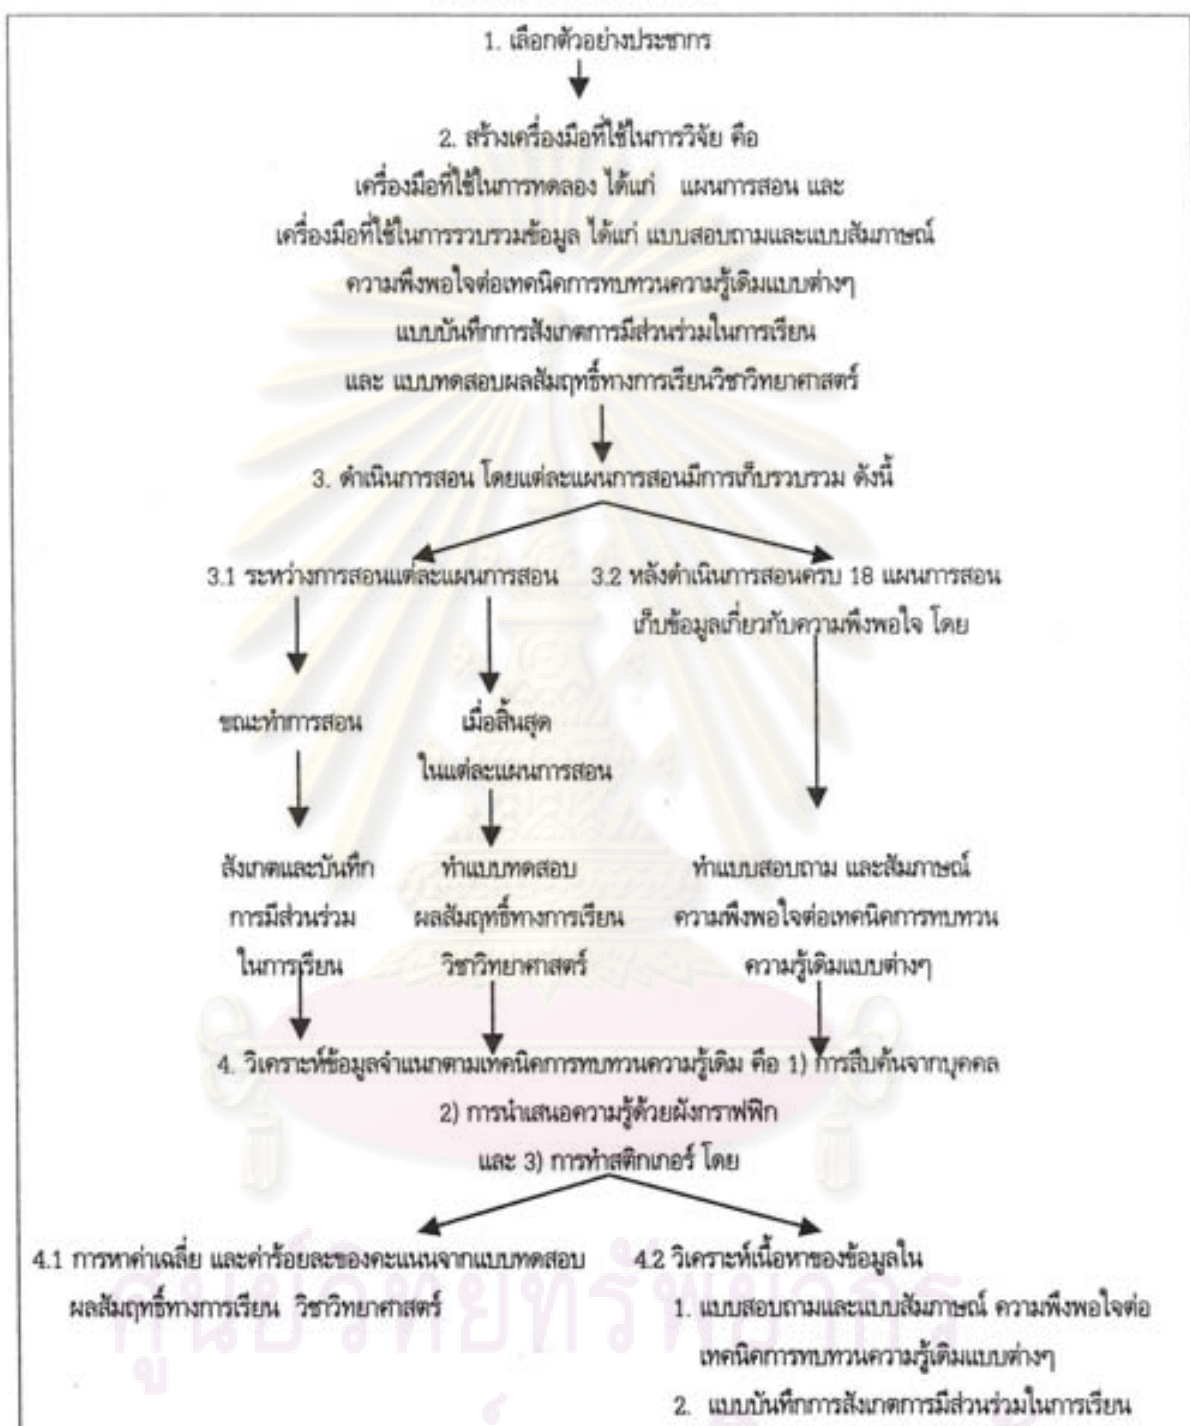 1. เลือกตัวอย่างประชากร
2. สร้างเครื่องมือที่ใช้ในการวิจัย คือ
เครื่องมือที่ใช้ในการทดลอง ได้แก่ แผนการสอน และ
เครื่องมือที่ใช้ในการรวบรวมข้อมูล ได้แก่ แบบสอบถามและแบบสัมภาษณ์
ความพึงพอใจต่อเทคนิคการทบทวนความรู้เดิมแบบต่างๆ
แบบบันทึกการสังเกตการมีส่วนร่วมในการเรียน
และ แบบทดสอบผลสัมฤทธิ์ทางการเรียนวิชาวิทยาศาสตร์
3. ดำเนินการสอน โดยแต่ละแผนการสอนมีการเก็บรวบรวม ดังนี้
3.1 ระหว่างการสอนแต่ละแผนการสอน
3.2 หลังดำเนินการสอนครบ 18 แผนการสอน
เก็บข้อมูลเกี่ยวกับความพึงพอใจ โดย
ขณะทำการสอน
เมื่อสิ้นสุด
ในแต่ละแผนการสอน
สังเกตและบันทึก
การมีส่วนร่วม
ในการเรียน
ทำแบบทดสอบ
ผลสัมฤทธิ์ทางการเรียน
วิชาวิทยาศาสตร์
ทำแบบสอบถาม และสัมภาษณ์
ความพึงพอใจต่อเทคนิคการทบทวน
ความรู้เดิมแบบต่างๆ
4. วิเคราะห์ข้อมูลจำแนกตามเทคนิคการทบทวนความรู้เดิม คือ 1) การสืบค้นจากบุคคล
2) การนำเสนอความรู้ด้วยผังกราฟฟิก
และ 3) การทำสติกเกอร์ โดย
4.1 การหาค่าเฉลี่ย และค่าร้อยละของคะแนนจากแบบทดสอบ
ผลสัมฤทธิ์ทางการเรียน วิชาวิทยาศาสตร์
4.2 วิเคราะห์เนื้อหาของข้อมูลใน
1. แบบสอบถามและแบบสัมภาษณ์ ความพึงพอใจต่อ
เทคนิคการทบทวนความรู้เดิมแบบต่างๆ
2. แบบบันทึกการสังเกตการมีส่วนร่วมในการเรียน
ศูนย์วิทยทรัพยากร